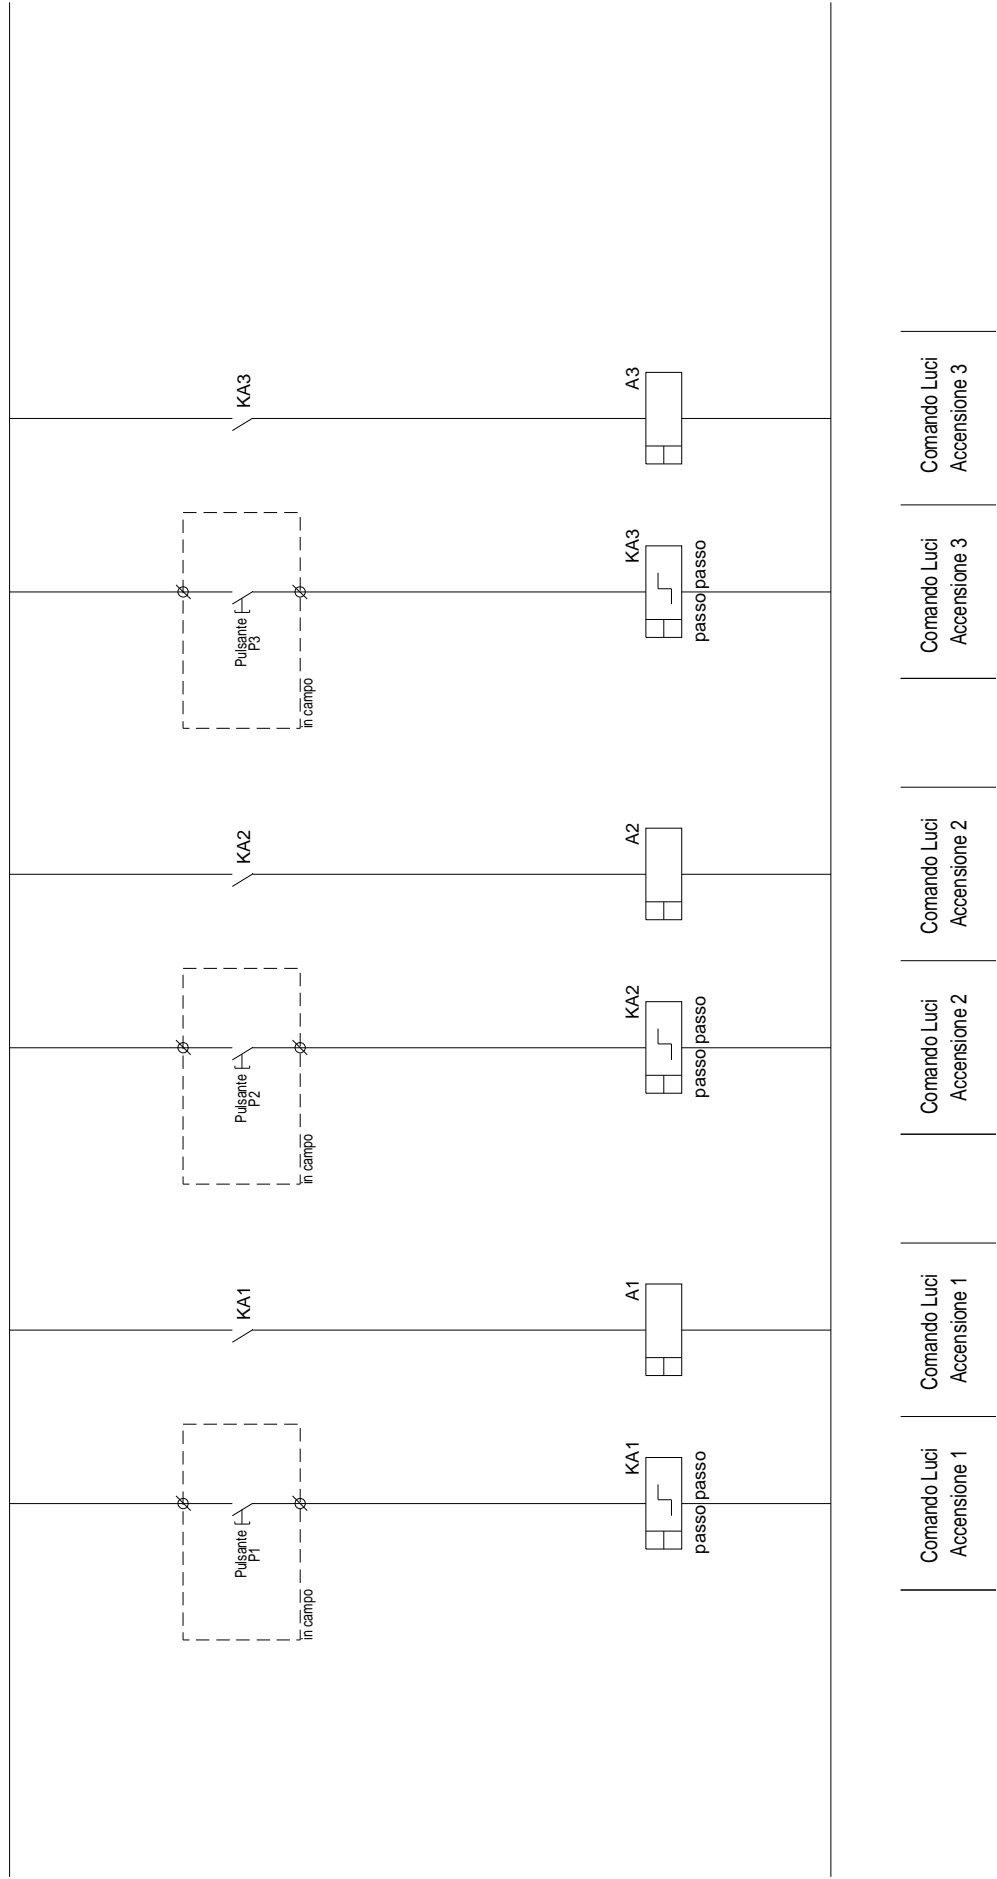 KA1
KA2
KA3
Pulsante
P1
Pulsante
P2
Pulsante
P3
in campo
in campo
in campo
KA1
A1
KA2
A2
KA3
A3
passo passo
passo passo
passo passo
Comando Luci
Accensione 1
Comando Luci
Accensione 1
Comando Luci
Accensione 2
Comando Luci
Accensione 2
Comando Luci
Accensione 3
Comando Luci
Accensione 3